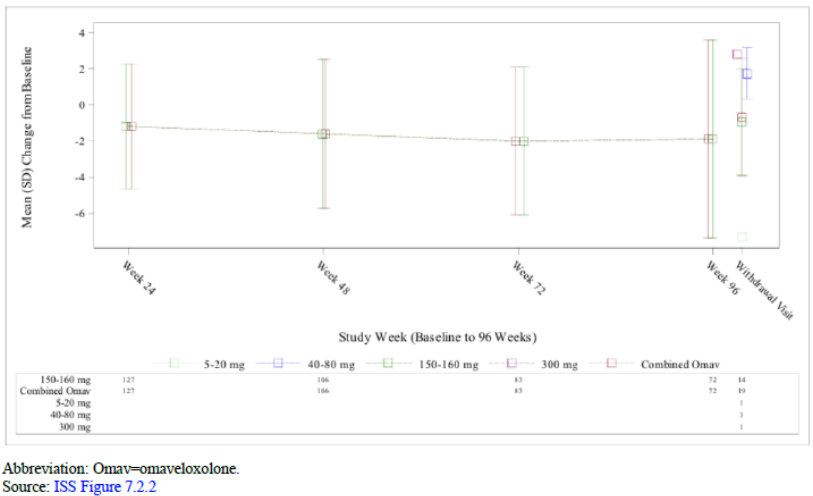 4
2
0
-2
-4
-6
Mean (SD) Change from Baseline
Week 24
Week 48
Week 72
Week 96
Withdrawal Visit
Study Week (Baseline to 96 Weeks)
5-20 mg 40-80 mg 150-160 mg 300 mg Combined Omav
150-160 mg 127 106 83 72 14
Combined Omav 127 106 83 72 19
5-20 mg 1
40-80 mg 3
300 mg 1
Abbreviation: Omav=omaveloxolone.
Source: ISS Figure 7.2.2